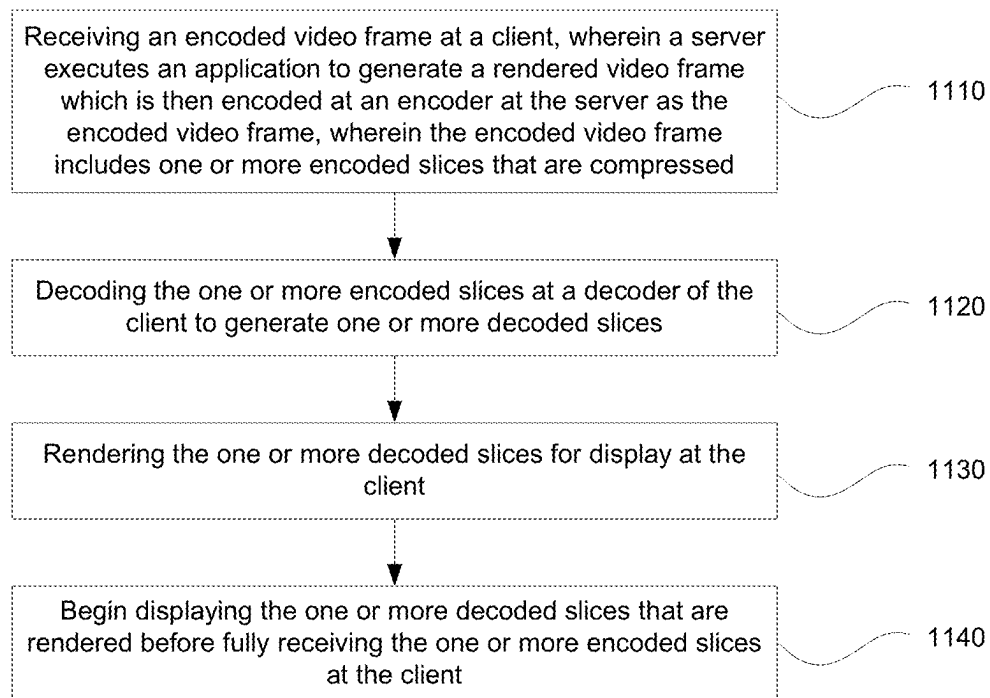 Receiving an encoded video frame at a client, wherein a server
executes an application to generate a rendered video frame
which is then encoded at an encoder at the server as the
encoded video frame, wherein the encoded video frame
includes one or more encoded slices that are compressed
1110
Decoding the one or more encoded slices at a decoder of the
client to generate one or more decoded slices
1120
Rendering the one or more decoded slices for display at the
client
1130
Begin displaying the one or more decoded slices that are
rendered before fully receiving the one or more encoded slices
at the client
1140